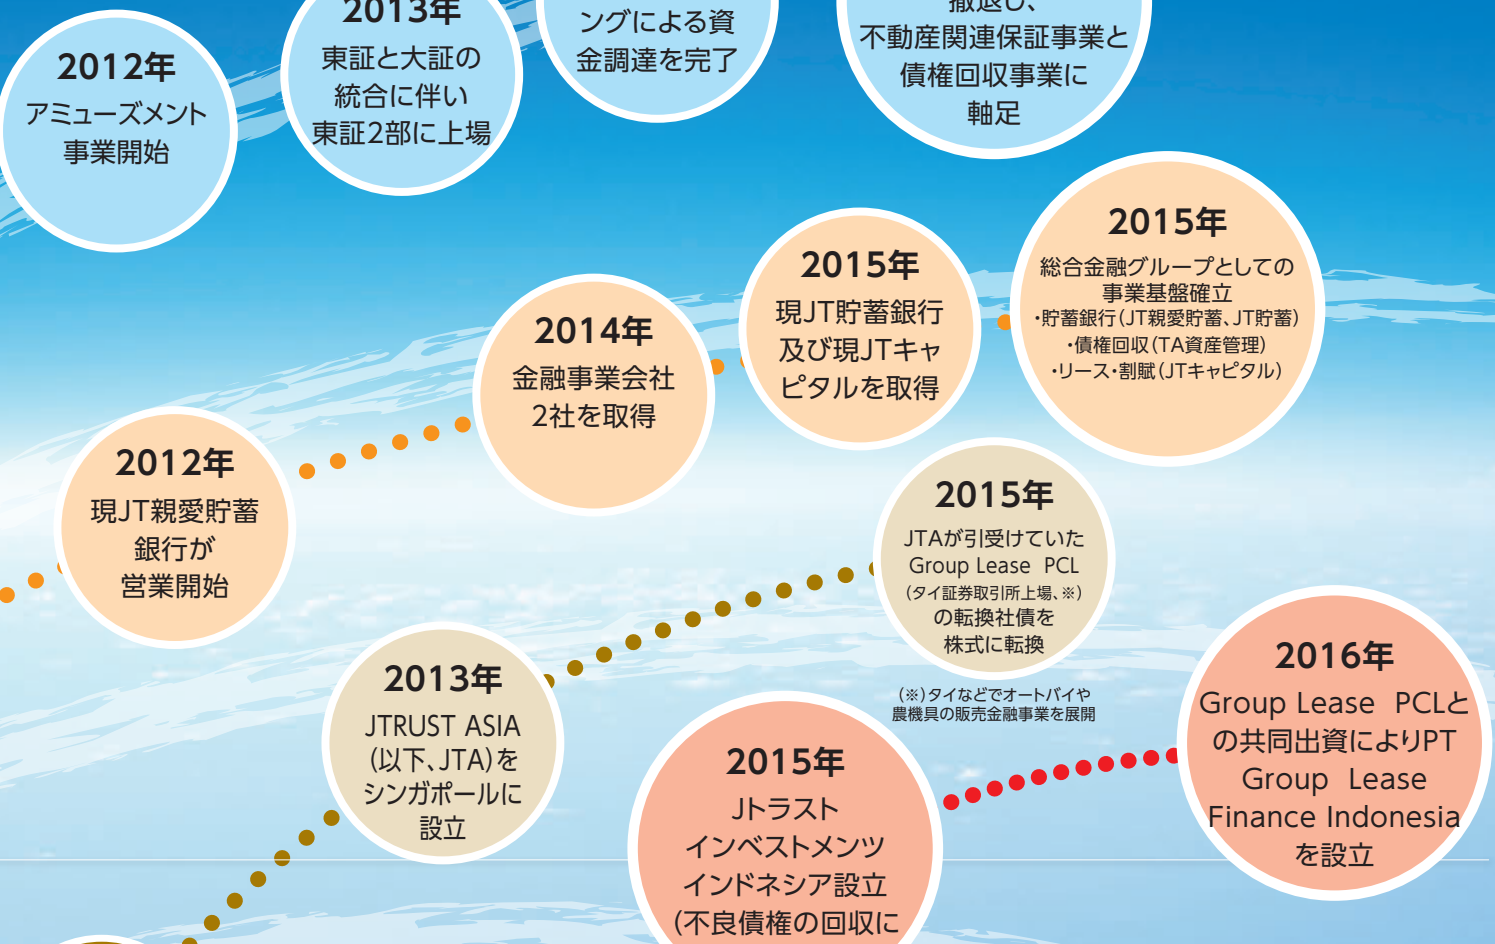 2012年
アミューズメント
事業開始
2013年
東証と大証の
統合に伴い
東証2部に上場
ングによる資
金調達を完了
撤退し、
不動産関連保証事業と
債権回収事業に
軸足
2012年
現JT親愛貯蓄
銀行が
営業開始
2014年
金融事業会社
2社を取得
2015年
現JT貯蓄銀行
及び現JTキャ
ピタルを取得
2015年
総合金融グループとしての
事業基盤確立
・貯蓄銀行(JT親愛貯蓄、JT貯蓄)
・債権回収(TA資産管理)
・リース・割賦(JTキャピタル)
2013年
JTRUST ASIA
(以下、JTA)を
シンガポールに
設立
2015年
JTAが引受けていた
Group Lease PCL
(タイ証券取引所上場、※)
の転換社債を
株式に転換
(※)タイなどでオートバイや
農機具の販売金融事業を展開
2015年
Jトラスト
インベストメンツ
インドネシア設立
(不良債権の回収に
2016年
Group Lease PCLと
の共同出資によりPT
Group Lease
Finance Indonesia
を設立